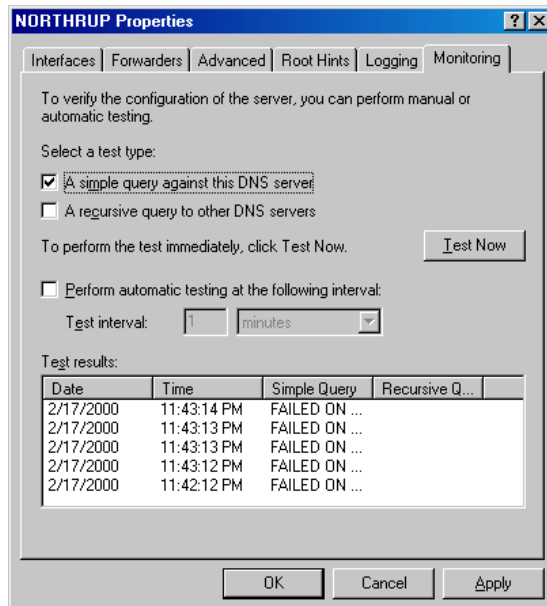 NORTHRUP Properties
Interfaces Forwarders Advanced Root Hints Logging Monitoring
To verify the configuration of the server, you can perform manual or
automatic testing.
Select a test type:
A simple query against this DNS server
A recursive query to other DNS servers
To perform the test immediately, click Test Now. Test Now
Perform automatic testing at the following interval:
Test interval: 1 minutes
Test results:
Date Time Simple Query Recursive Q...
2/17/2000 11:43:14 PM FAILED ON ...
2/17/2000 11:43:13 PM FAILED ON ...
2/17/2000 11:43:13 PM FAILED ON ...
2/17/2000 11:43:12 PM FAILED ON ...
2/17/2000 11:42:12 PM FAILED ON ...
OK Cancel Apply